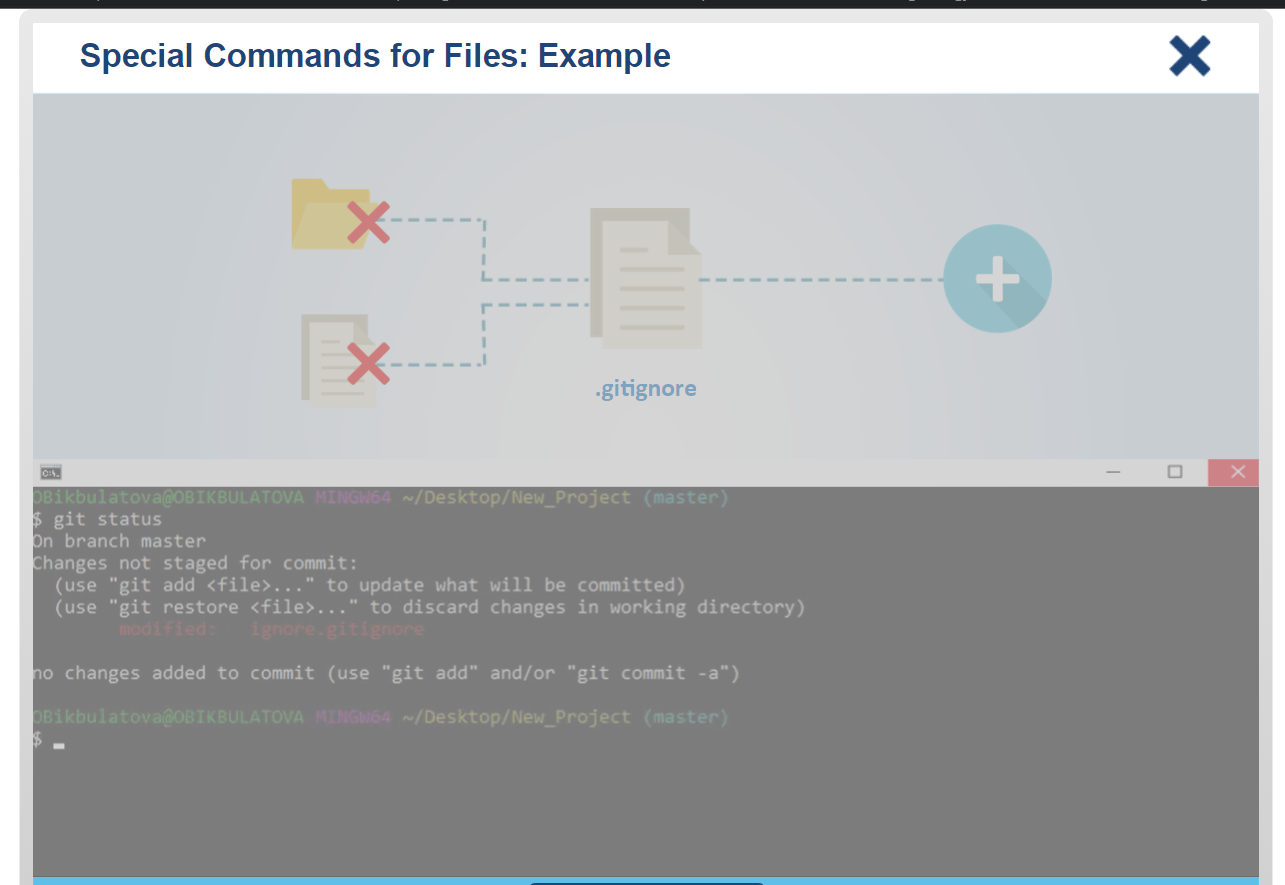 Special Commands for Files: Example
.gitignore
OBikbulatova@OBIKBULATOVA MINGW64 ~/Desktop/New_Project (master)
$ git status
On branch master
Changes not staged for commit:
  (use "git add <file>..." to update what will be committed)
  (use "git restore <file>..." to discard changes in working directory)
        modified:   ignore.gitignore
no changes added to commit (use "git add" and/or "git commit -a")
OBikbulatova@OBIKBULATOVA MINGW64 ~/Desktop/New_Project (master)
$